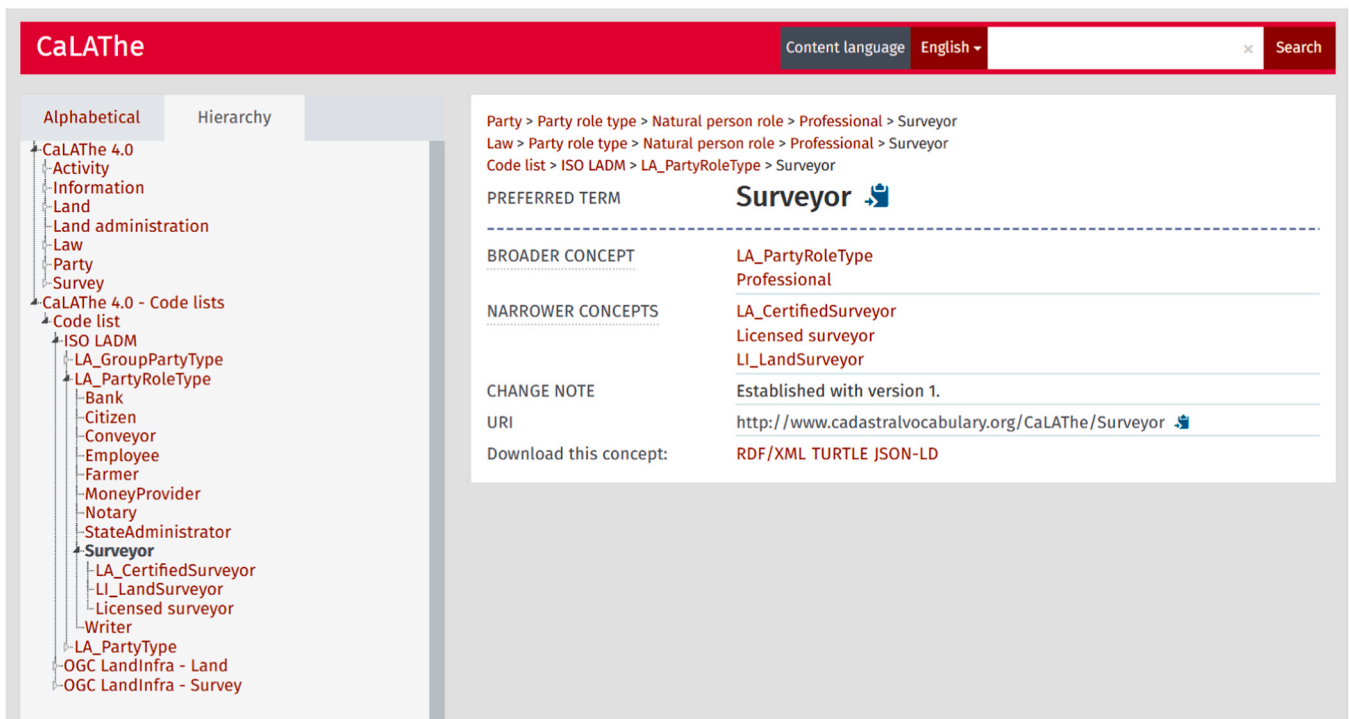 CaLAThe
Content language English Search
Alphabetical Hierarchy
CaLAThe 4.0
Activity
Information
Land
Land administration
Law
Party
Survey
CaLAThe 4.0 - Code lists
Code list
ISO LADM
LA_GroupPartyType
LA_PartyRoleType
Bank
Citizen
Conveyor
Employee
Farmer
MoneyProvider
Notary
StateAdministrator
Surveyor
LA_CertifiedSurveyor
LI_LandSurveyor
Licensed surveyor
Writer
LA_PartyType
OGC LandInfra - Land
OGC LandInfra - Survey
Party > Party role type > Natural person role > Professional > Surveyor
Law > Party role type > Natural person role > Professional > Surveyor
Code list > ISO LADM > LA_PartyRoleType > Surveyor
PREFERRED TERM Surveyor
BROADER CONCEPT LA_PartyRoleType
Professional
NARROWER CONCEPTS LA_CertifiedSurveyor
Licensed surveyor
LI_LandSurveyor
CHANGE NOTE Established with version 1.
URI http://www.cadastralvocabulary.org/CaLAThe/Surveyor
Download this concept: RDF/XML TURTLE JSON-LD